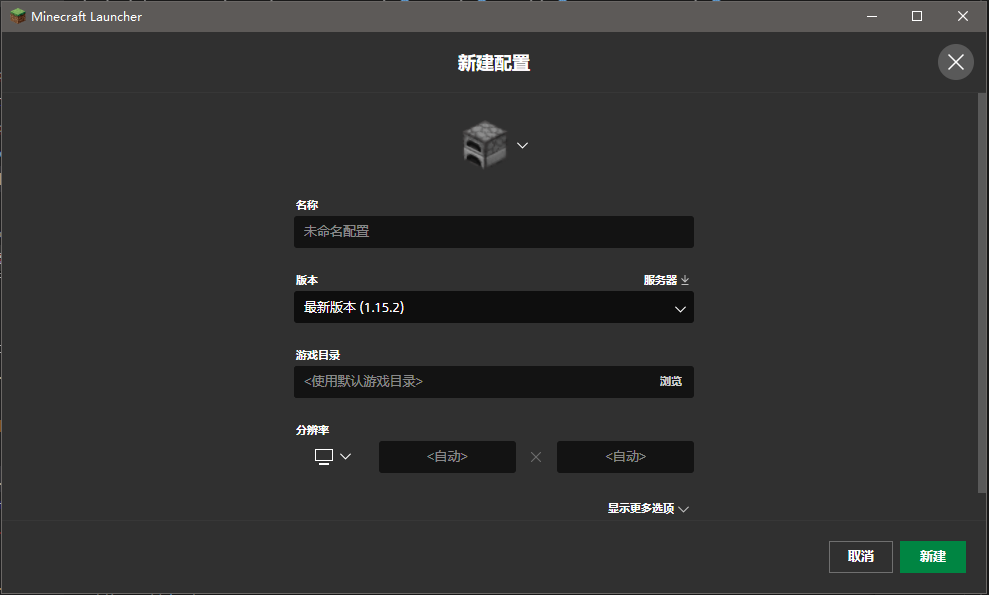 Minecraft Launcher
新建配置
名称
未命名配置
版本
服务器
最新版本 (1.15.2)
游戏目录
<使用默认游戏目录>
浏览
分辨率
<自动>
<自动>
显示更多选项
取消
新建